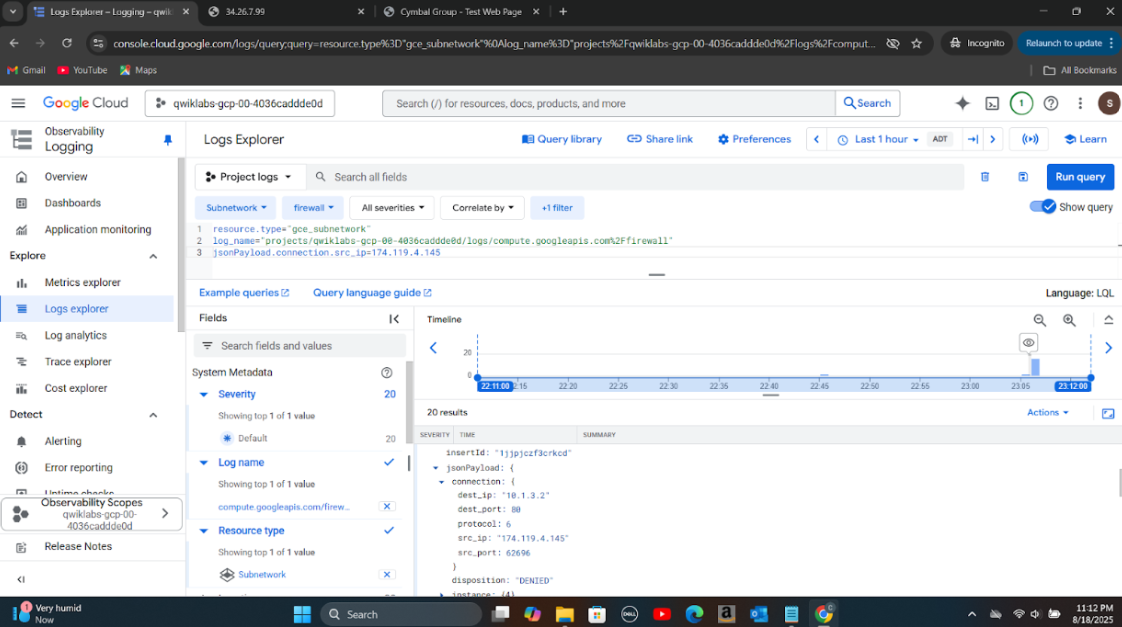 Logs Explorer – Logging – qwik
34.26.7.99
Cymbal Group - Test Web Page
console.cloud.google.com/logs/query;query=resource.type%3D"gce_subnetwork"%0Alog_name%3D"projects%2Fqwiklabs-gcp-00-4036caddde0d%2Flogs%2Fcomput...
Incognito
Relaunch to update
Gmail
YouTube
Maps
All Bookmarks
Google Cloud
qwiklabs-gcp-00-4036caddde0d
Search (/) for resources, docs, products, and more
Search
1
S
Observability
Logging
Logs Explorer
Query library
Share link
Preferences
Last 1 hour
ADT
Learn
Overview
Dashboards
Application monitoring
Explore
Metrics explorer
Logs explorer
Log analytics
Trace explorer
Cost explorer
Detect
Alerting
Error reporting
Uptime checks
Observability Scopes
qwiklabs-gcp-00-
4036caddde0d
Release Notes
Project logs
Search all fields
Run query
Subnetwork
firewall
All severities
Correlate by
+1 filter
Show query
1 resource.type="gce_subnetwork"
2 log_name="projects/qwiklabs-gcp-00-4036caddde0d/logs/compute.googleapis.com%2Ffirewall"
3 jsonPayload.connection.src_ip=174.119.4.145
Example queries
Query language guide
Language: LQL
Fields
Search fields and values
System Metadata
Severity 20
Showing top 1 of 1 value
Default 20
Log name
Showing top 1 of 1 value
compute.googleapis.com/firew...
Resource type
Showing top 1 of 1 value
Subnetwork
Timeline
20
0
22:11:00 22:15 22:20 22:25 22:30 22:35 22:40 22:45 22:50 22:55 23:00 23:05 23:12:00
20 results
Actions
SEVERITY TIME SUMMARY
insertId: "1jjpjczf3crkcd"
jsonPayload: {
connection: {
dest_ip: "10.1.3.2"
dest_port: 80
protocol: 6
src_ip: "174.119.4.145"
src_port: 62696
}
disposition: "DENIED"
instance: {4}
1
Very humid
Now
Search
DELL
a
11:12 PM
8/18/2025